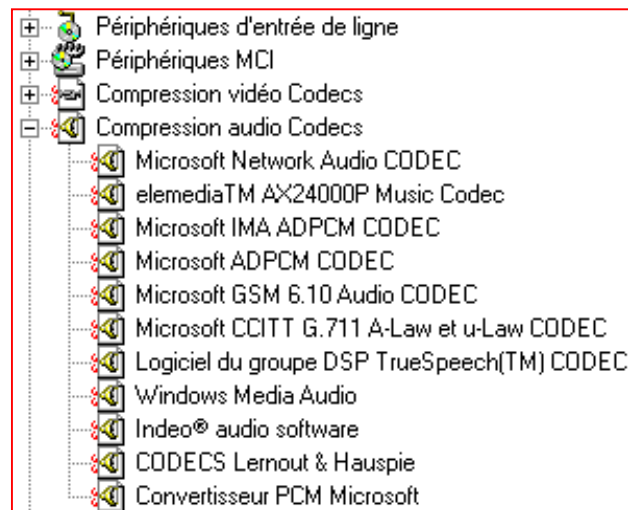 Périphériques d'entrée de ligne
Périphériques MCI
Compression vidéo Codecs
Compression audio Codecs
Microsoft Network Audio CODEC
elemediaTM AX24000P Music Codec
Microsoft IMA ADPCM CODEC
Microsoft ADPCM CODEC
Microsoft GSM 6.10 Audio CODEC
Microsoft CCITT G.711 A-Law et u-Law CODEC
Logiciel du groupe DSP TrueSpeech(TM) CODEC
Windows Media Audio
Indeo® audio software
CODECS Lernout & Hauspie
Convertisseur PCM Microsoft